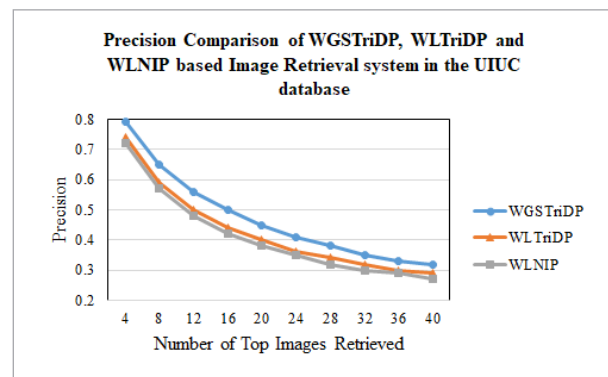 Precision Comparison of WGSTriDP, WLTriDP and
WLNIP based Image Retrieval system in the UIUC
database
0.8
0.7
0.6
0.5
0.4
0.3
0.2
Precision
4 8 12 16 20 24 28 32 36 40
Number of Top Images Retrieved
WGSTriDP
WLTriDP
WLNIP